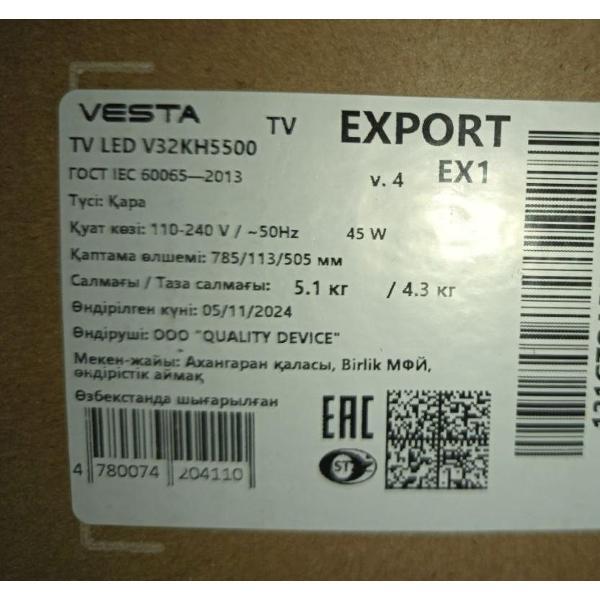 VESTA TV EXPORT
TV LED V32KH5500
ГОСТ IEC 60065—2013 v. 4 EX1
Түсі: Қара
Қуат көзі: 110-240 V / ~50Hz 45 W
Қаптама өлшемі: 785/113/505 мм
Салмағы / Таза салмағы: 5.1 кг / 4.3 кг
Өндірілген күні: 05/11/2024
Өндіруші: ООО "QUALITY DEVICE"
Мекен-жайы: Ахангаран қаласы, Birlik МФЙ,
өндірістік аймақ
Өзбекстанда шығарылған
EAC
ST
4 780074 204110